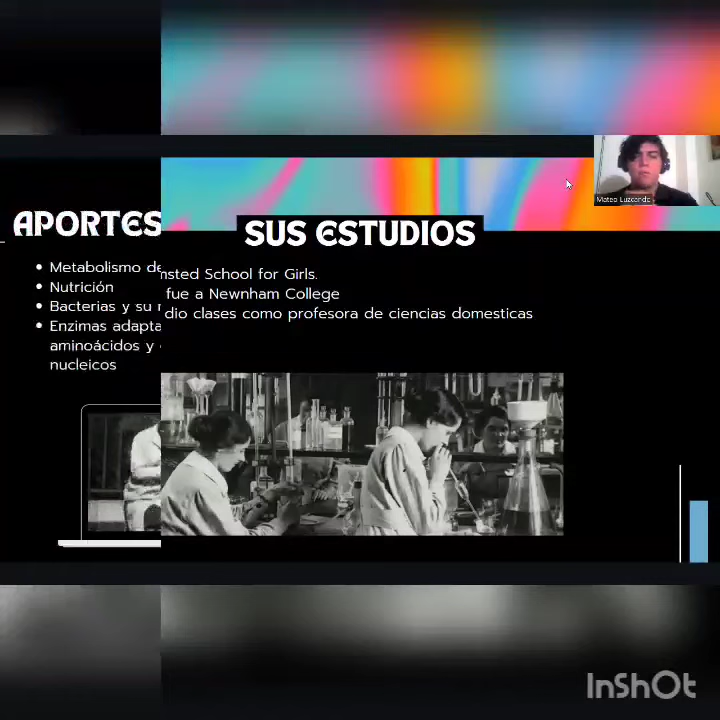 APORTES
Metabolismo de
Nutrición
Bacterias y su
Enzimas adapta
aminoácidos y
nucleicos
SUS ESTUDIOS
nsted School for Girls.
fue a Newnham College
dio clases como profesora de ciencias domesticas
Mateo Luzcando
InShOt